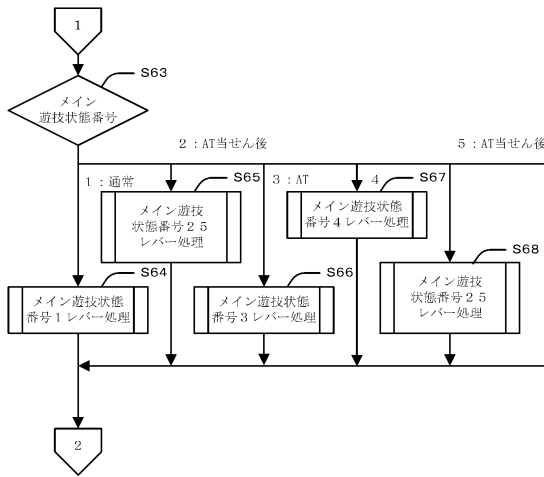 1
S63
メイン
遊技状態番号
2：AT当せん後
5：AT当せん後
1：通常
S65
3：AT
4
S67
メイン遊技
状態番号２５
レバー処理
メイン遊技状態
番号４レバー処理
S64
S66
S68
メイン遊技状態
番号１レバー処理
メイン遊技状態
番号３レバー処理
メイン遊技
状態番号２５
レバー処理
2